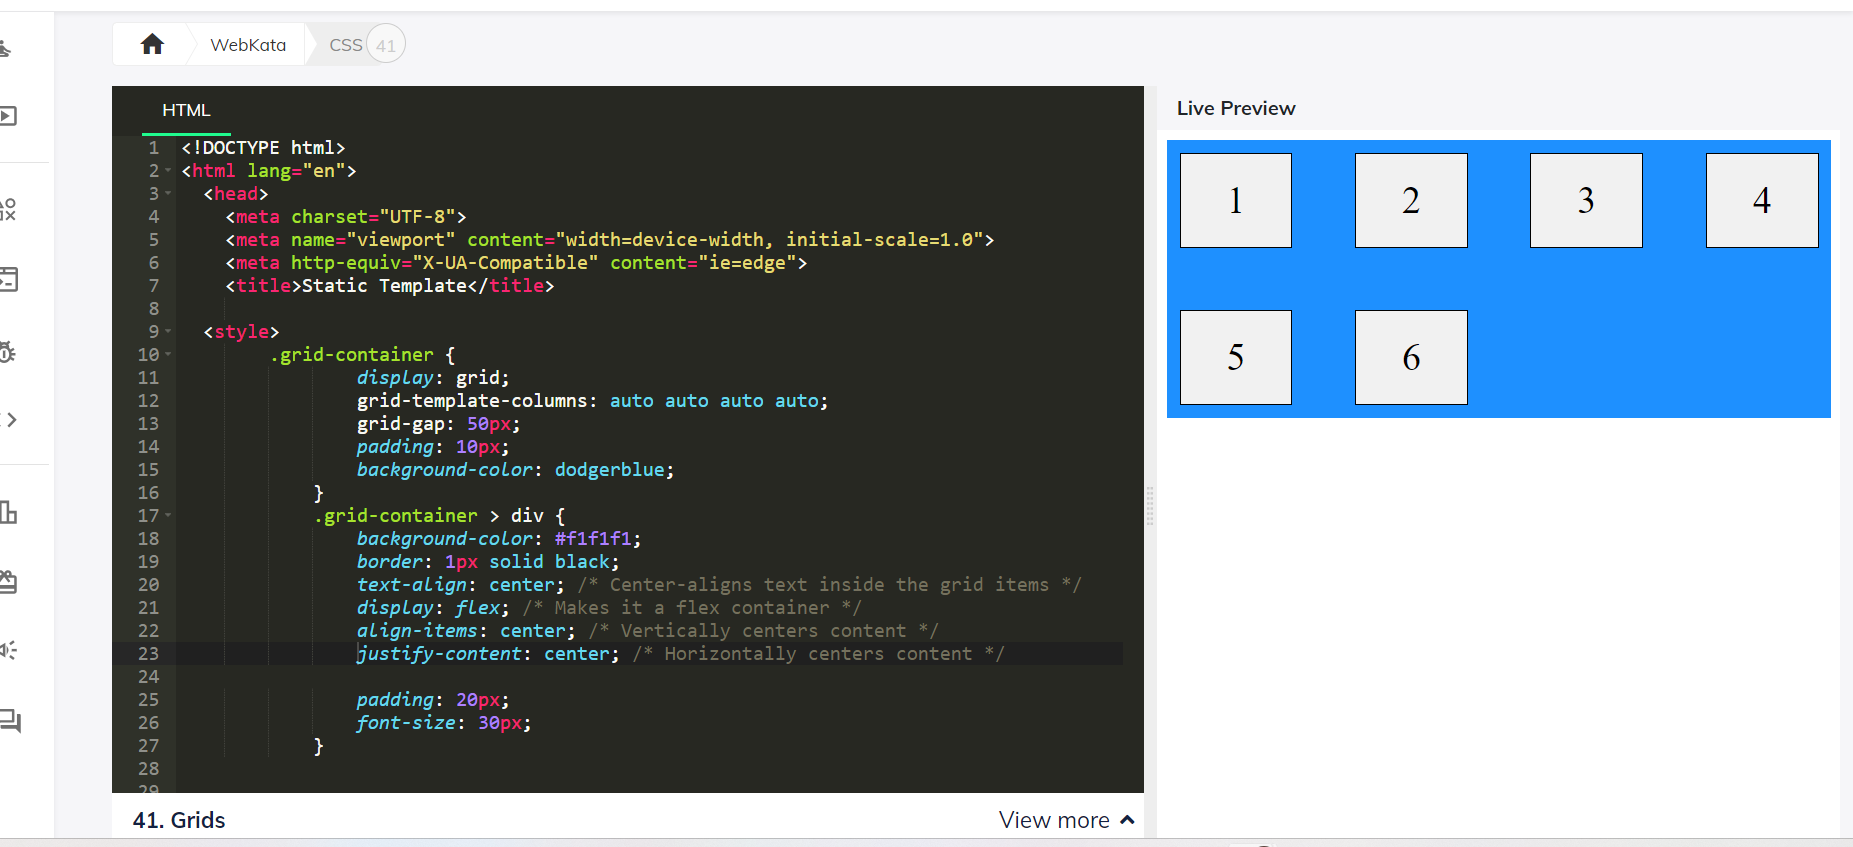 WebKata
CSS 41
HTML
1 <!DOCTYPE html>
2 <html lang="en">
3 <head>
4 <meta charset="UTF-8">
5 <meta name="viewport" content="width=device-width, initial-scale=1.0">
6 <meta http-equiv="X-UA-Compatible" content="ie=edge">
7 <title>Static Template</title>
8
9 <style>
10 .grid-container {
11 display: grid;
12 grid-template-columns: auto auto auto auto;
13 grid-gap: 50px;
14 padding: 10px;
15 background-color: dodgerblue;
16 }
17 .grid-container > div {
18 background-color: #f1f1f1;
19 border: 1px solid black;
20 text-align: center; /* Center-aligns text inside the grid items */
21 display: flex; /* Makes it a flex container */
22 align-items: center; /* Vertically centers content */
23 justify-content: center; /* Horizontally centers content */
24
25 padding: 20px;
26 font-size: 30px;
27 }
28
29
41. Grids
View more
Live Preview
1 2 3 4
5 6